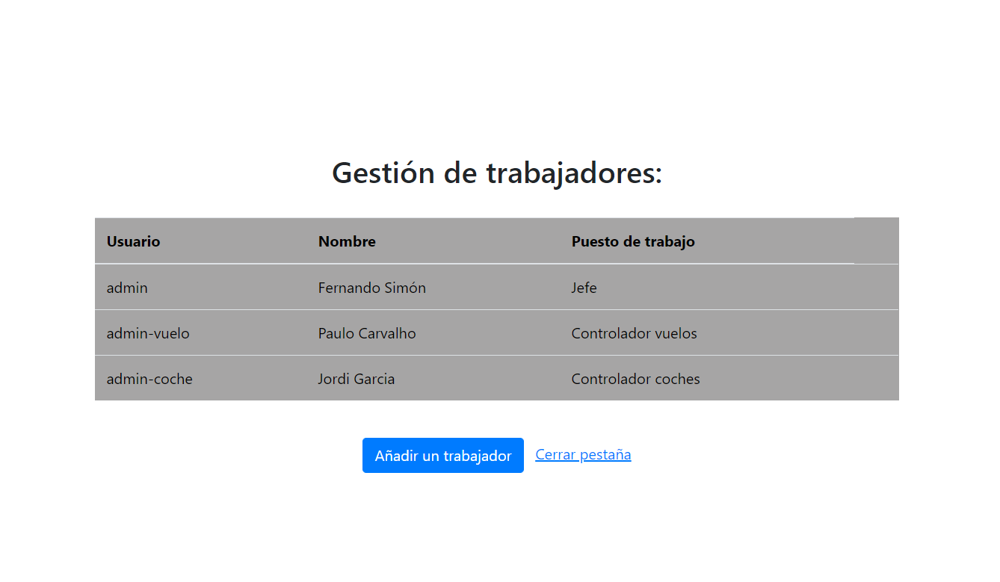 Gestión de trabajadores:
Usuario Nombre Puesto de trabajo
admin Fernando Simón Jefe
admin-vuelo Paulo Carvalho Controlador vuelos
admin-coche Jordi Garcia Controlador coches
Añadir un trabajador Cerrar pestaña